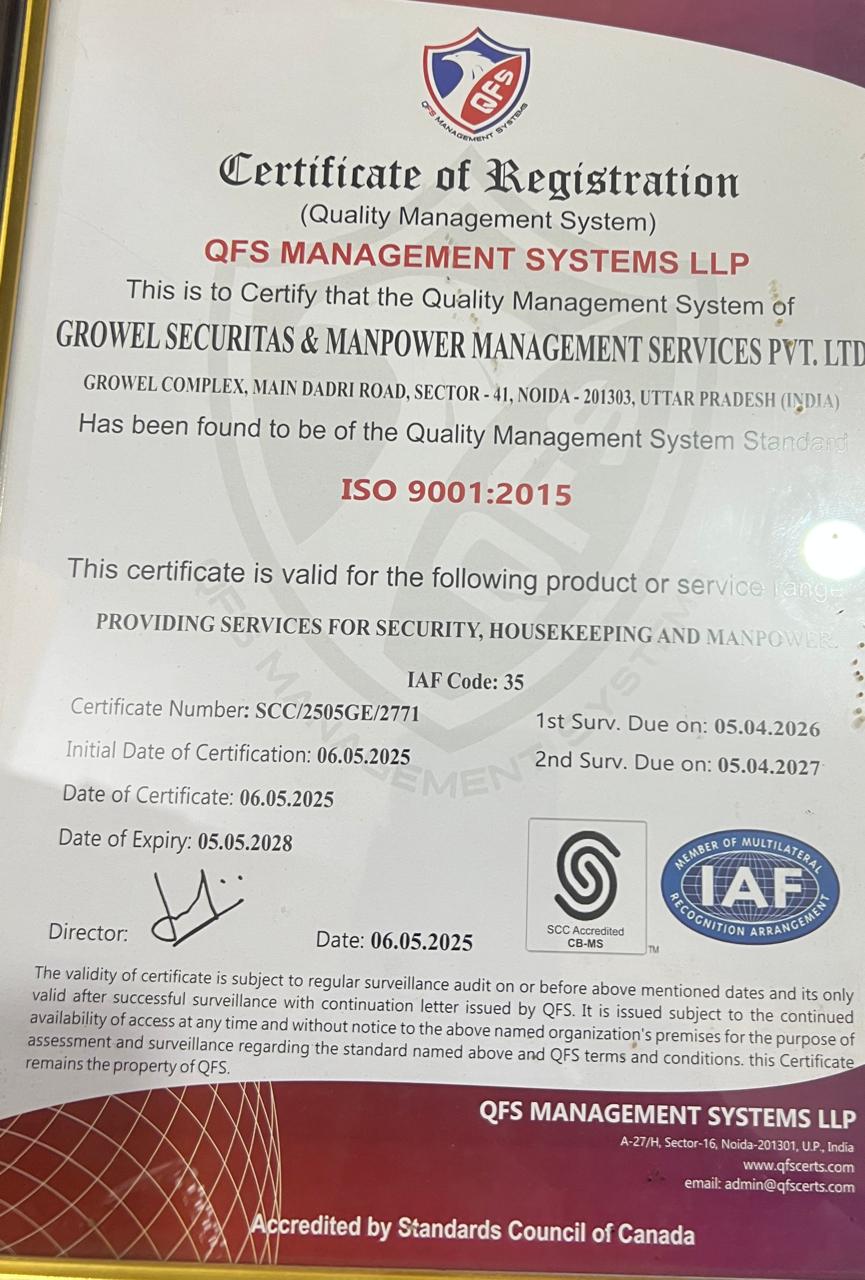 QFS
QFS MANAGEMENT SYSTEMS
Certificate of Registration
(Quality Management System)
QFS MANAGEMENT SYSTEMS LLP
This is to Certify that the Quality Management System of
GROWEL SECURITAS & MANPOWER MANAGEMENT SERVICES PVT. LTD
GROWEL COMPLEX, MAIN DADRI ROAD, SECTOR - 41, NOIDA - 201303, UTTAR PRADESH (INDIA)
Has been found to be of the Quality Management System Standard
ISO 9001:2015
This certificate is valid for the following product or service range
PROVIDING SERVICES FOR SECURITY, HOUSEKEEPING AND MANPOWER.
IAF Code: 35
Certificate Number: SCC/2505GE/2771
1st Surv. Due on: 05.04.2026
Initial Date of Certification: 06.05.2025
2nd Surv. Due on: 05.04.2027
Date of Certificate: 06.05.2025
Date of Expiry: 05.05.2028
QFS MANAGEMENT SYSTEMS
Director:
Date: 06.05.2025
SCC Accredited
CB-MS
TM
MEMBER OF MULTILATERAL
IAF
RECOGNITION ARRANGEMENT
The validity of certificate is subject to regular surveillance audit on or before above mentioned dates and its only
valid after successful surveillance with continuation letter issued by QFS. It is issued subject to the continued
availability of access at any time and without notice to the above named organization's premises for the purpose of
assessment and surveillance regarding the standard named above and QFS terms and conditions. this Certificate
remains the property of QFS.
QFS MANAGEMENT SYSTEMS LLP
A-27/H, Sector-16, Noida-201301, U.P., India
www.qfscerts.com
email: admin@qfscerts.com
Accredited by Standards Council of Canada